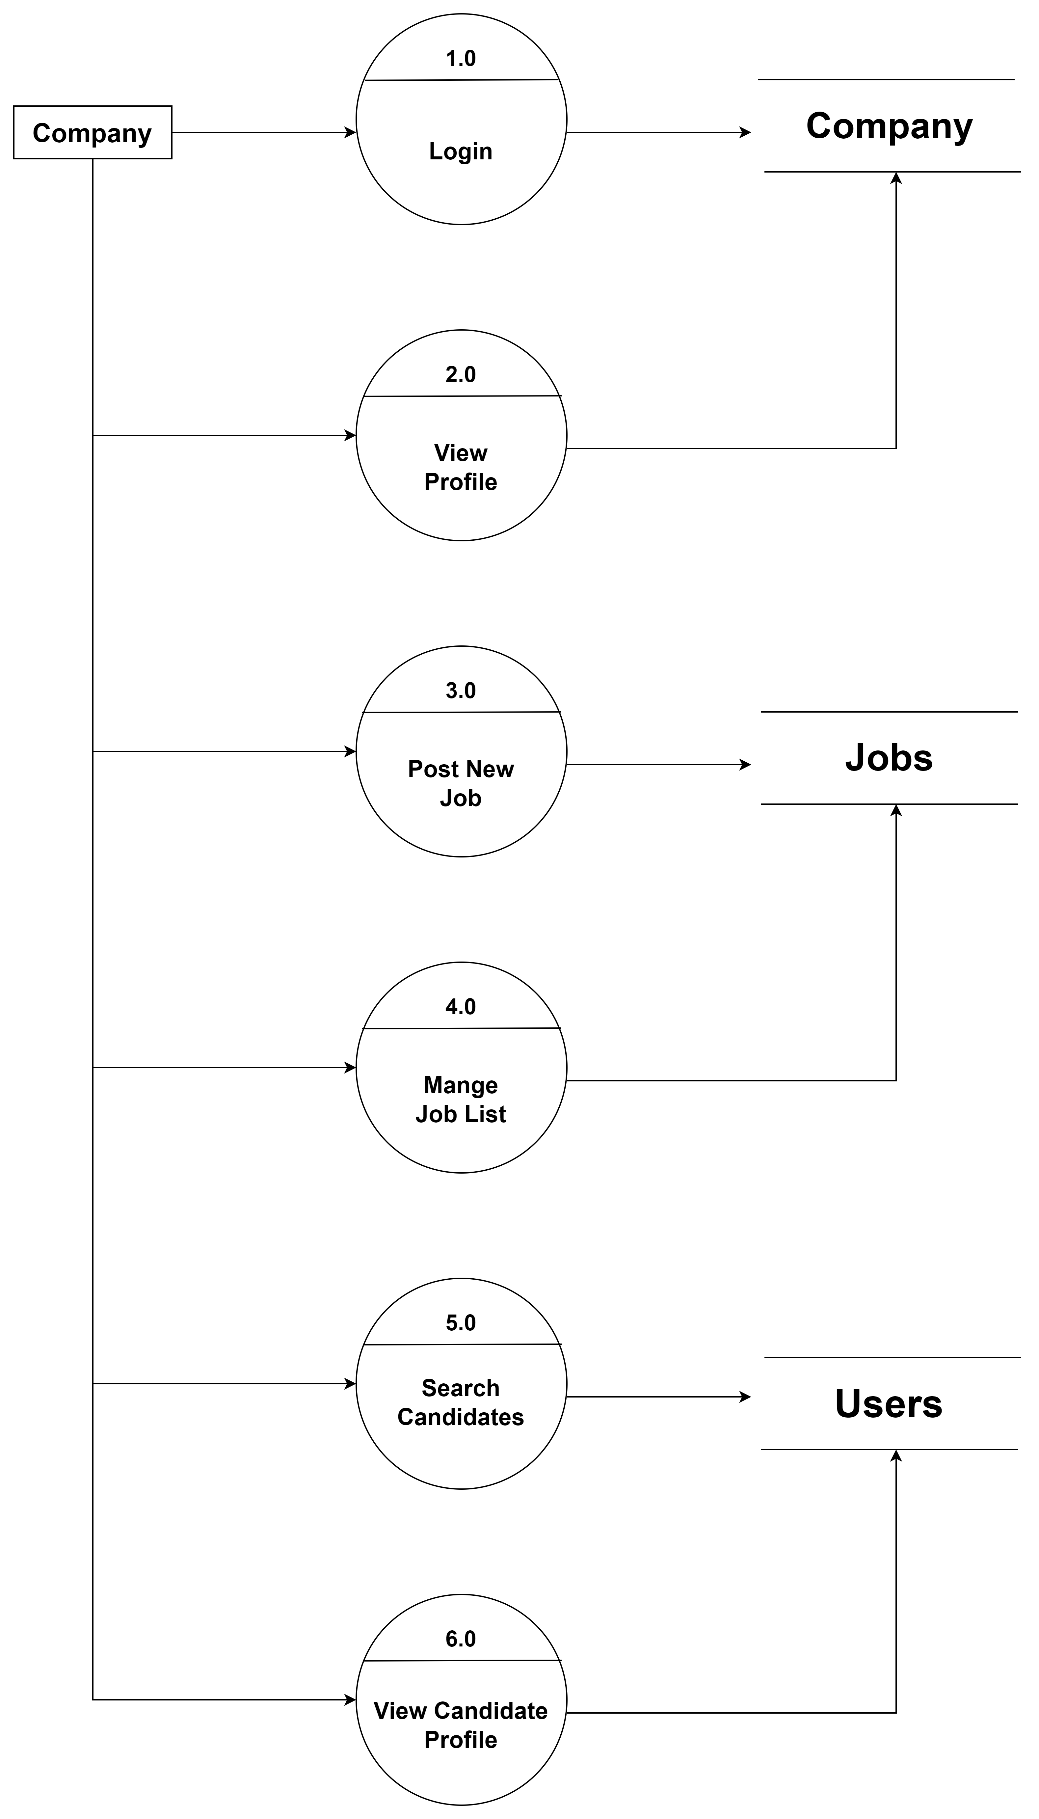 1.0
Login
Company
Company
2.0
View
Profile
3.0
Post New
Job
Jobs
4.0
Mange
Job List
5.0
Search
Candidates
Users
6.0
View Candidate
Profile